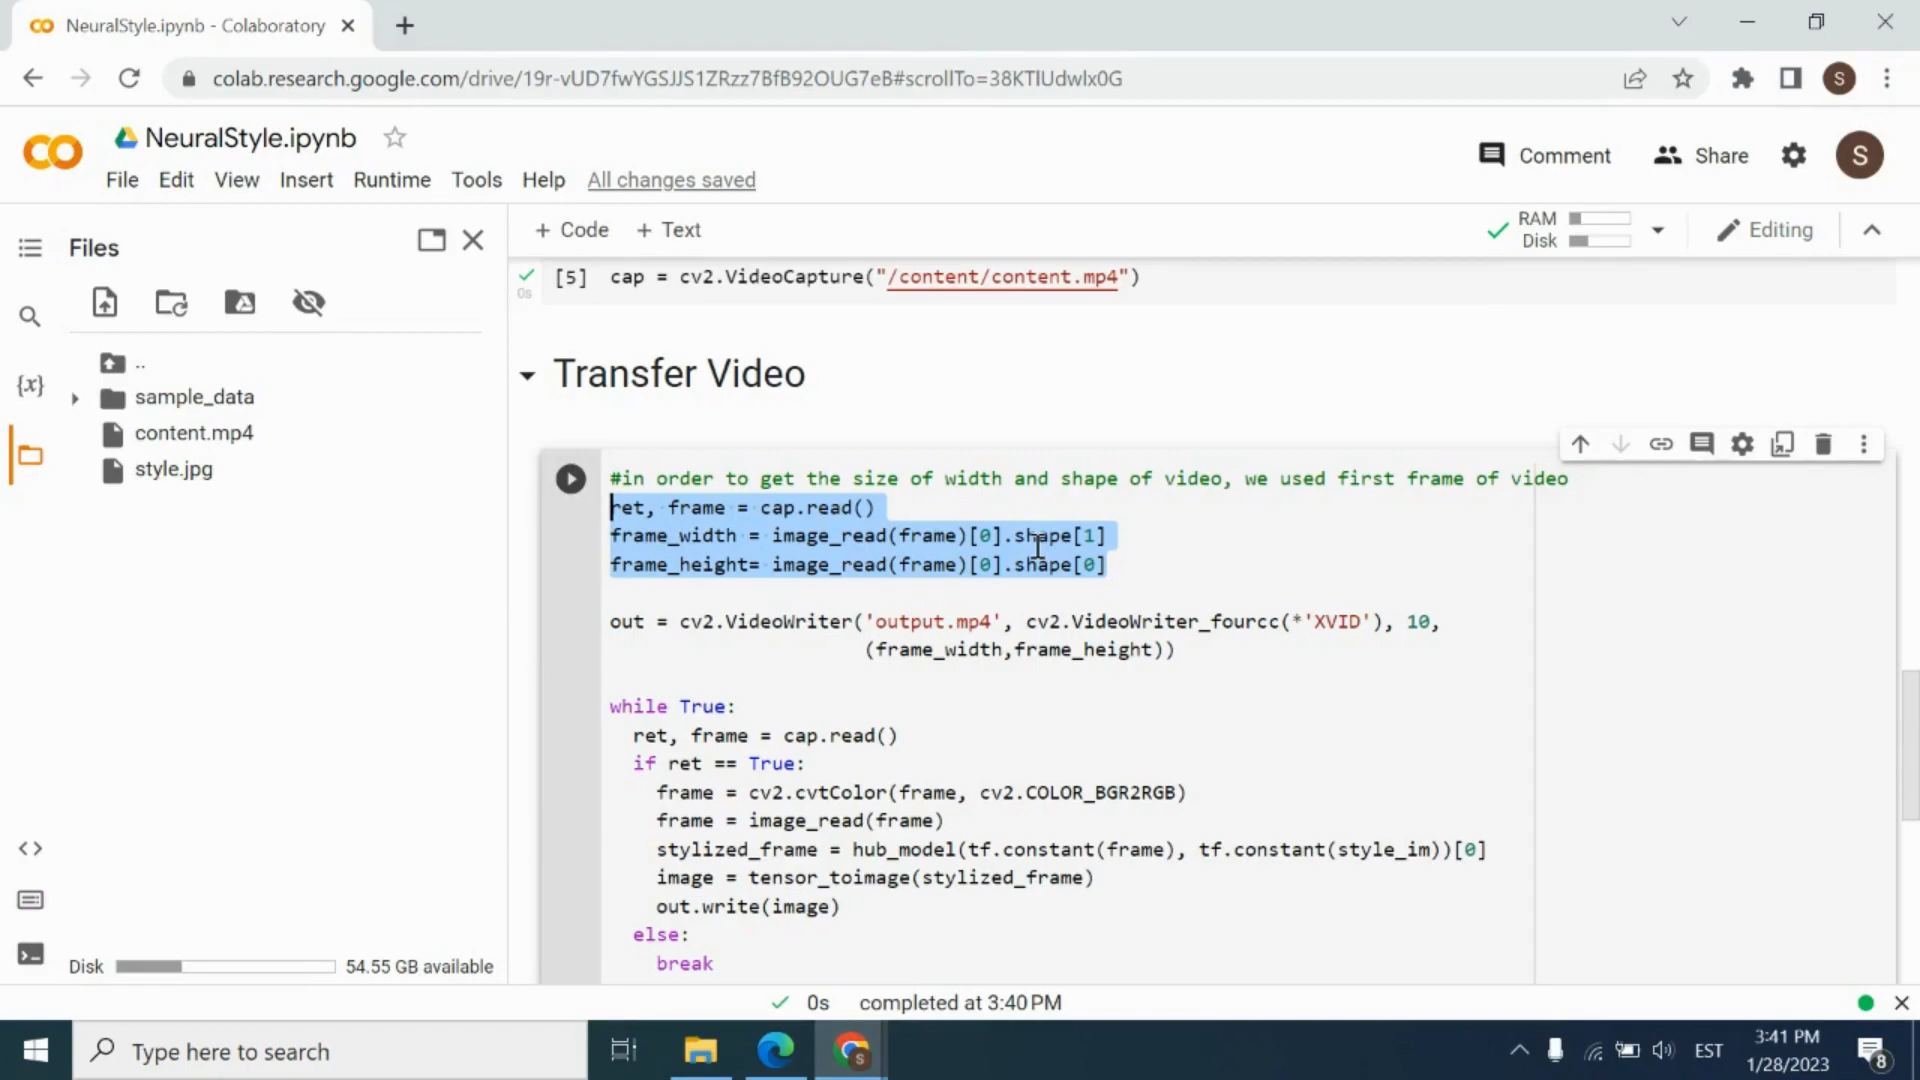 NeuralStyle.ipynb - Colaboratory
colab.research.google.com/drive/19r-vUD7fwYGSJJS1ZRzz7BfB92OUG7eB#scrollTo=38KTlUdwlx0G
S
NeuralStyle.ipynb
Comment
Share
S
File Edit View Insert Runtime Tools Help All changes saved
Files
+ Code + Text
RAM
Disk
Editing
[5] cap = cv2.VideoCapture("/content/content.mp4")
0s
{x}
..
sample_data
content.mp4
style.jpg
Transfer Video
#in order to get the size of width and shape of video, we used first frame of video
ret, frame = cap.read()
frame_width = image_read(frame)[0].shape[1]
frame_height= image_read(frame)[0].shape[0]
out = cv2.VideoWriter('output.mp4', cv2.VideoWriter_fourcc(*'XVID'), 10,
(frame_width,frame_height))
while True:
ret, frame = cap.read()
if ret == True:
frame = cv2.cvtColor(frame, cv2.COLOR_BGR2RGB)
frame = image_read(frame)
stylized_frame = hub_model(tf.constant(frame), tf.constant(style_im))[0]
image = tensor_toimage(stylized_frame)
out.write(image)
else:
break
Disk 54.55 GB available
0s completed at 3:40 PM
Type here to search
S
EST
3:41 PM
1/28/2023
8